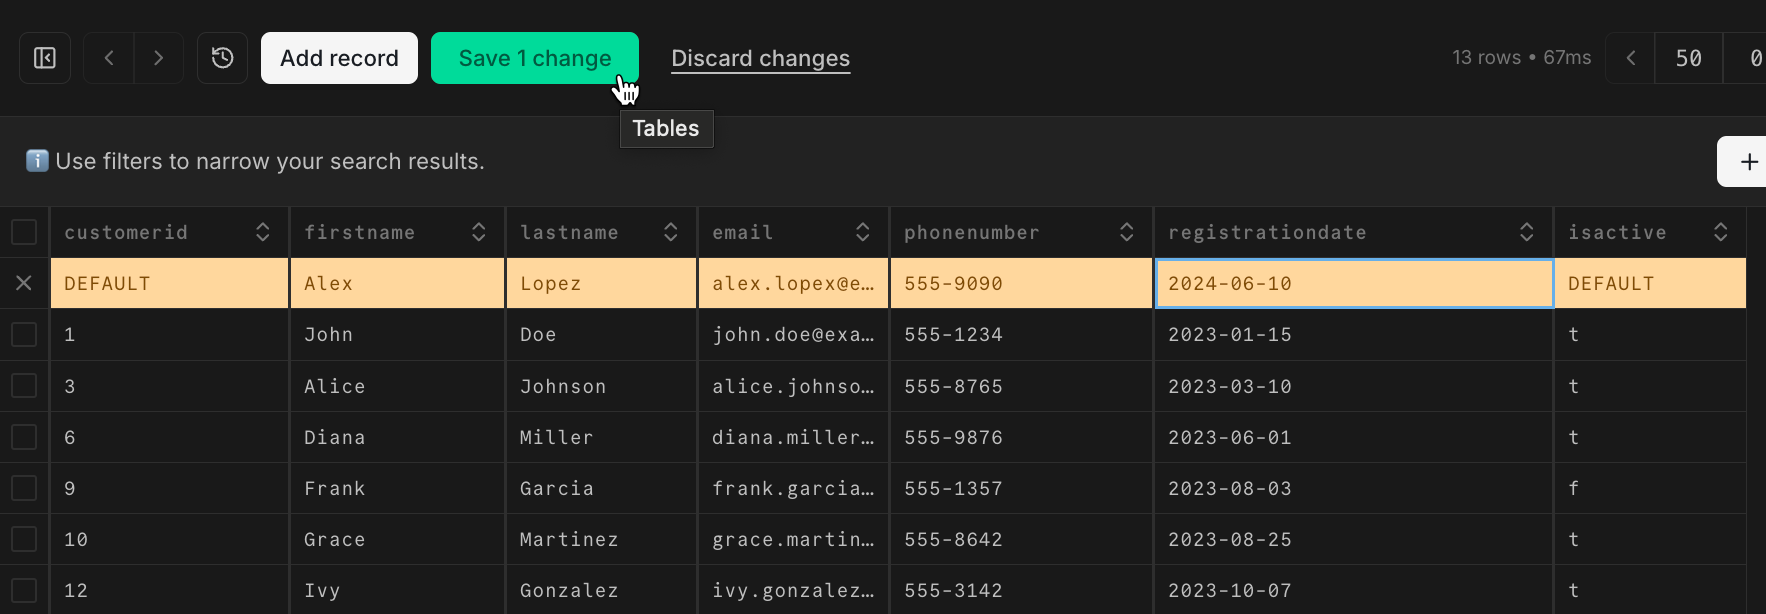 Add record Save 1 change Discard changes 13 rows • 67ms 50 0
Tables
ℹ️ Use filters to narrow your search results.
customerid firstname lastname email phonenumber registrationdate isactive
DEFAULT Alex Lopez alex.lopex@e… 555-9090 2024-06-10 DEFAULT
1 John Doe john.doe@exa… 555-1234 2023-01-15 t
3 Alice Johnson alice.johnso… 555-8765 2023-03-10 t
6 Diana Miller diana.miller… 555-9876 2023-06-01 t
9 Frank Garcia frank.garcia… 555-1357 2023-08-03 f
10 Grace Martinez grace.martin… 555-8642 2023-08-25 t
12 Ivy Gonzalez ivy.gonzalez… 555-3142 2023-10-07 t